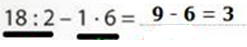 18 : 2 – 1 · 6 = 9 - 6 = 3